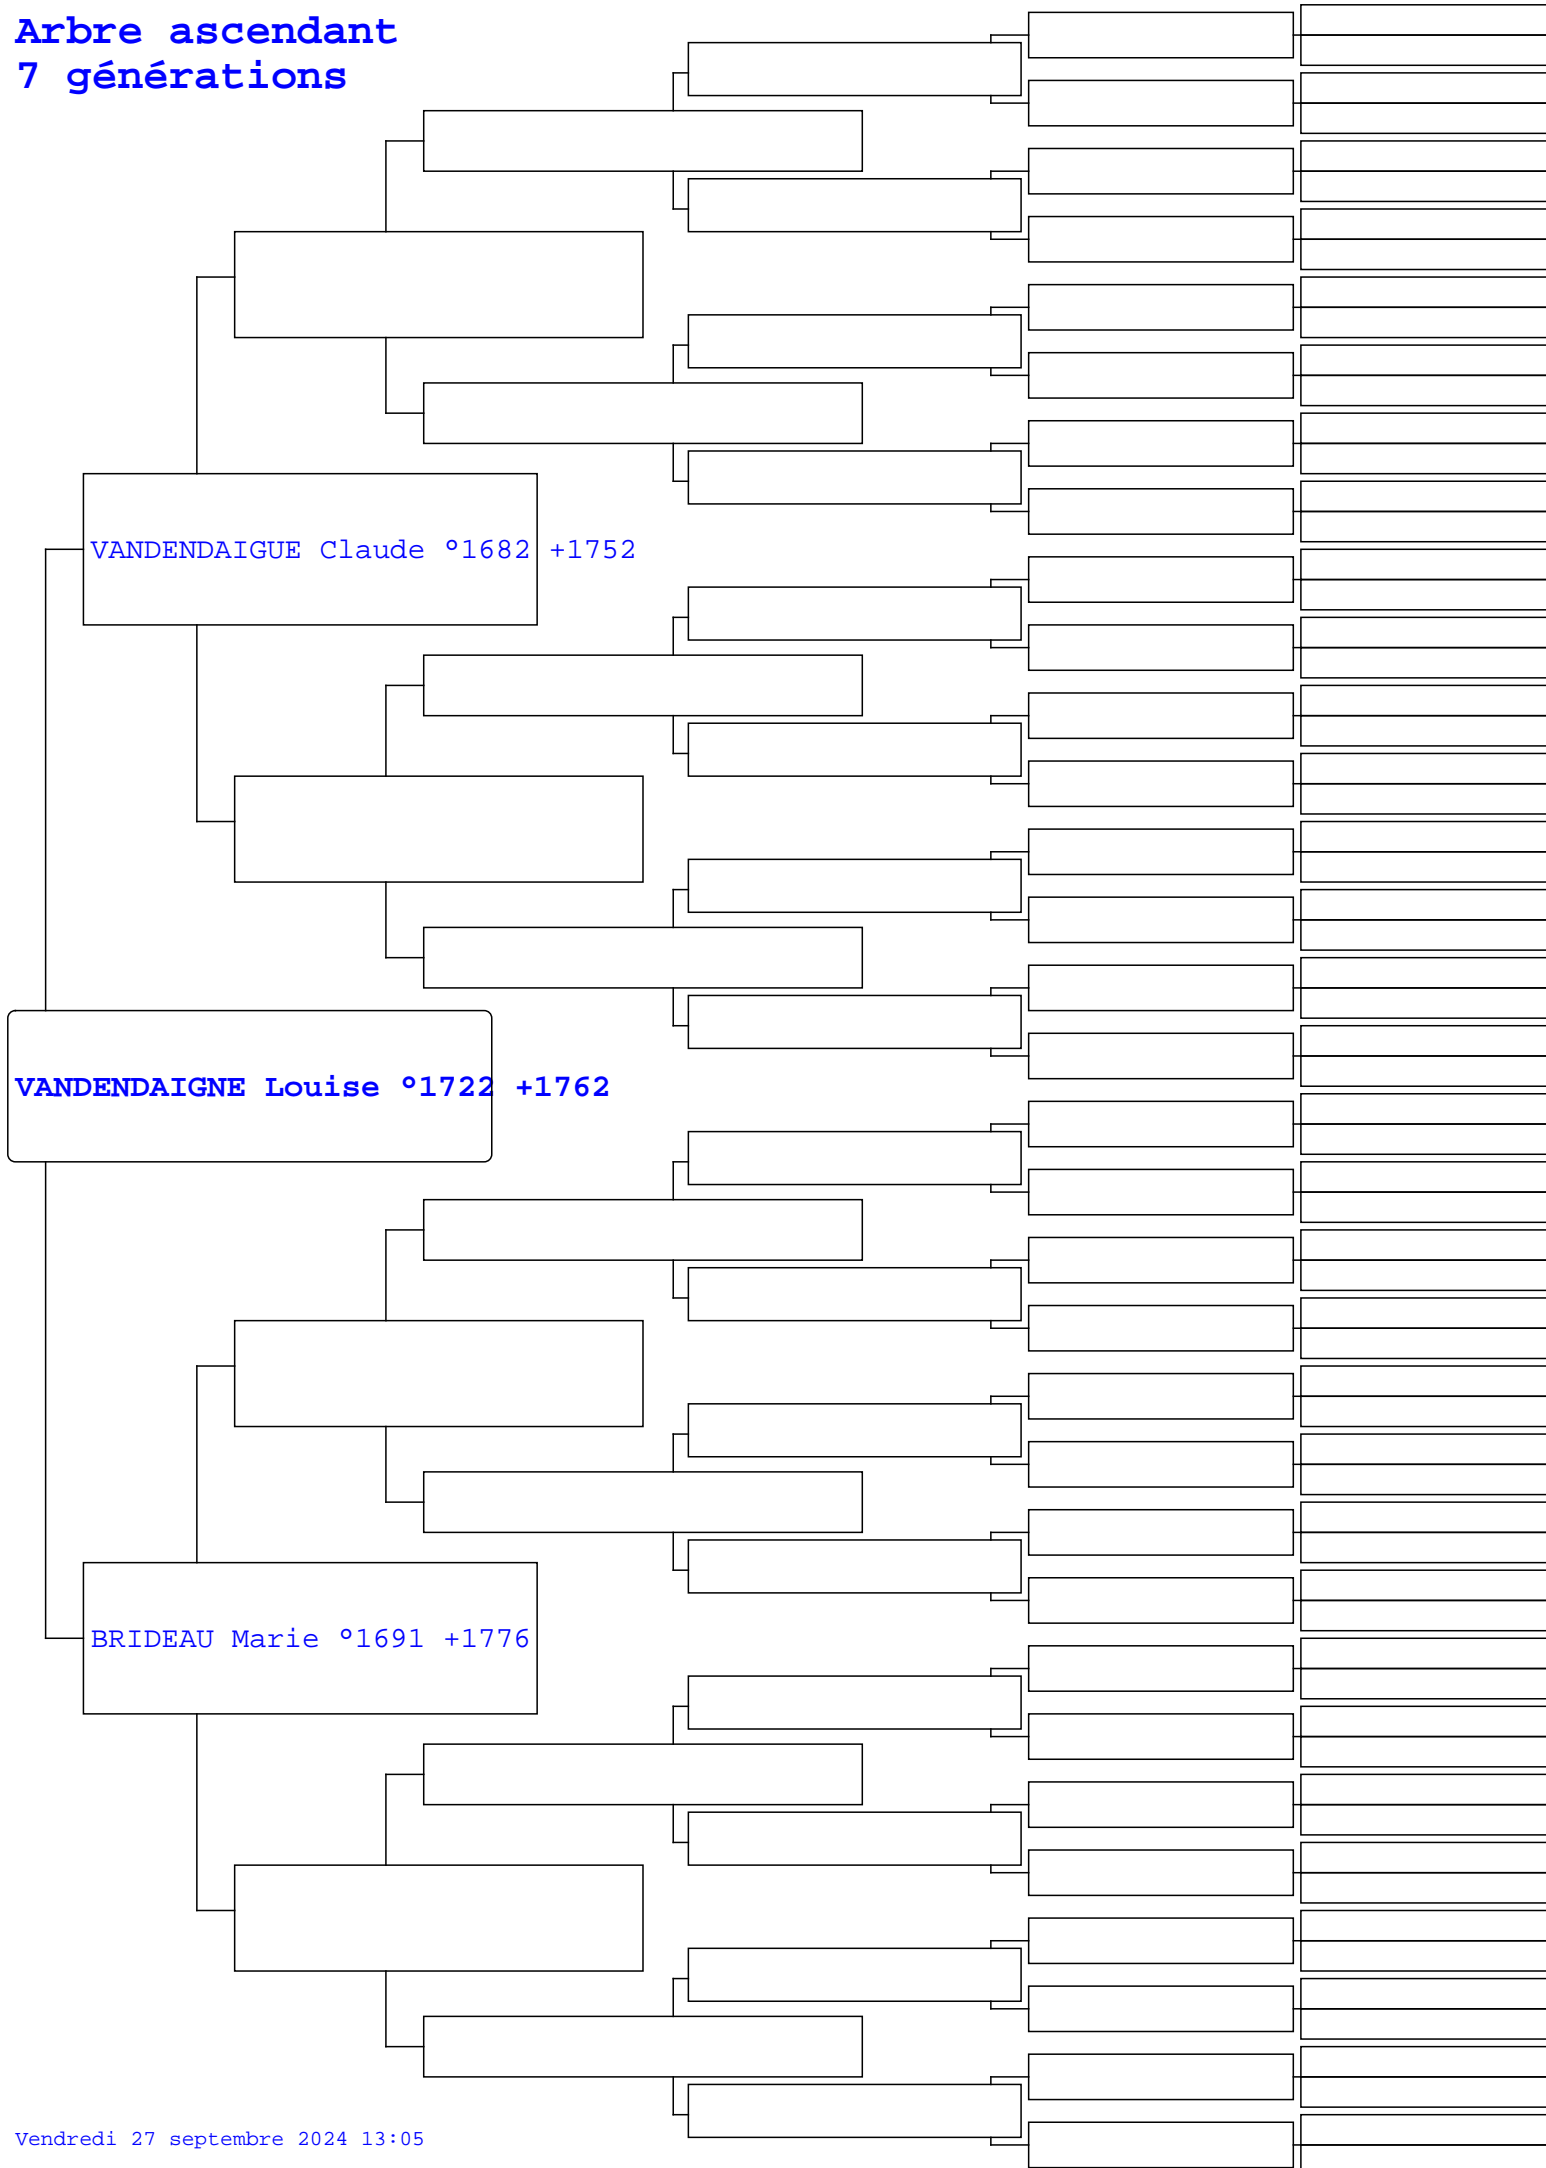 Arbre ascendant
7 générations
VANDENDAIGUE Claude °1682 +1752
VANDENDAIGNE Louise °1722 +1762
BRIDEAU Marie °1691 +1776
Vendredi 27 septembre 2024 13:05